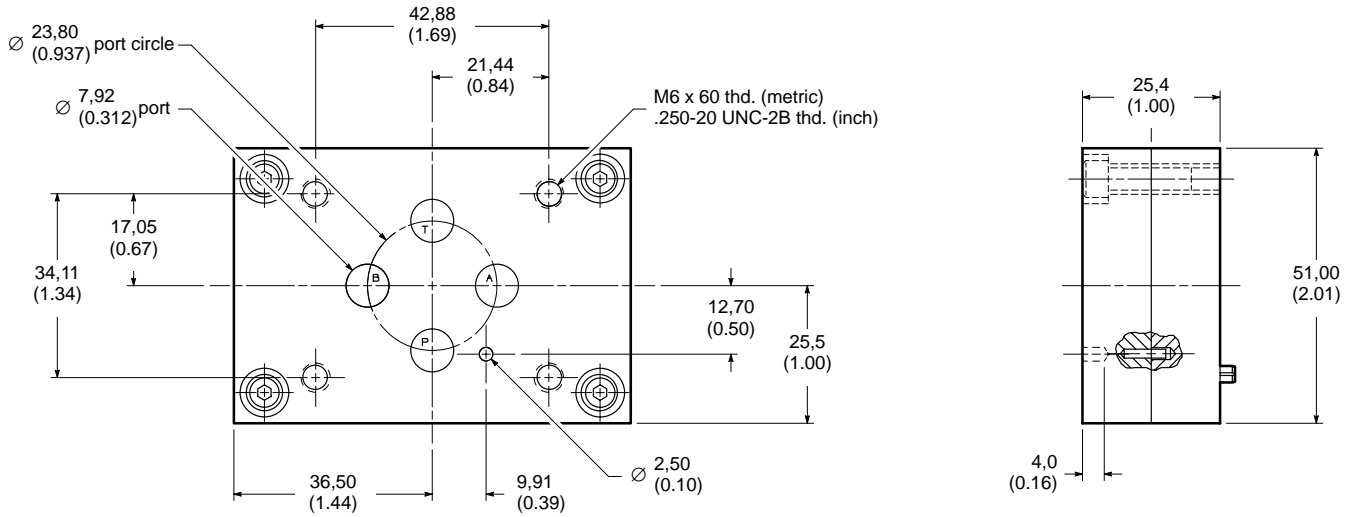 42,88
(1.69)
Ø 23,80
(0.937) port circle
21,44
(0.84)
Ø 7,92
(0.312) port
M6 x 60 thd. (metric)
.250-20 UNC-2B thd. (inch)
25,4
(1.00)
17,05
(0.67)
34,11
(1.34)
T
B
A
P
12,70
(0.50)
25,5
(1.00)
51,00
(2.01)
36,50
(1.44)
9,91
(0.39)
Ø 2,50
(0.10)
4,0
(0.16)